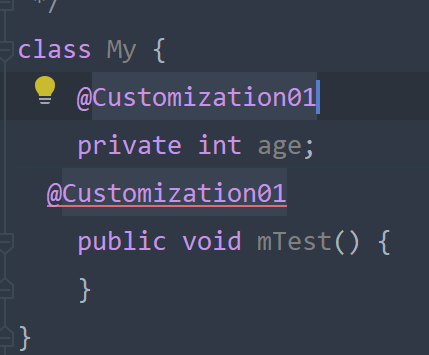 */
class My {
@Customization01
private int age;
@Customization01
public void mTest() {
}
}